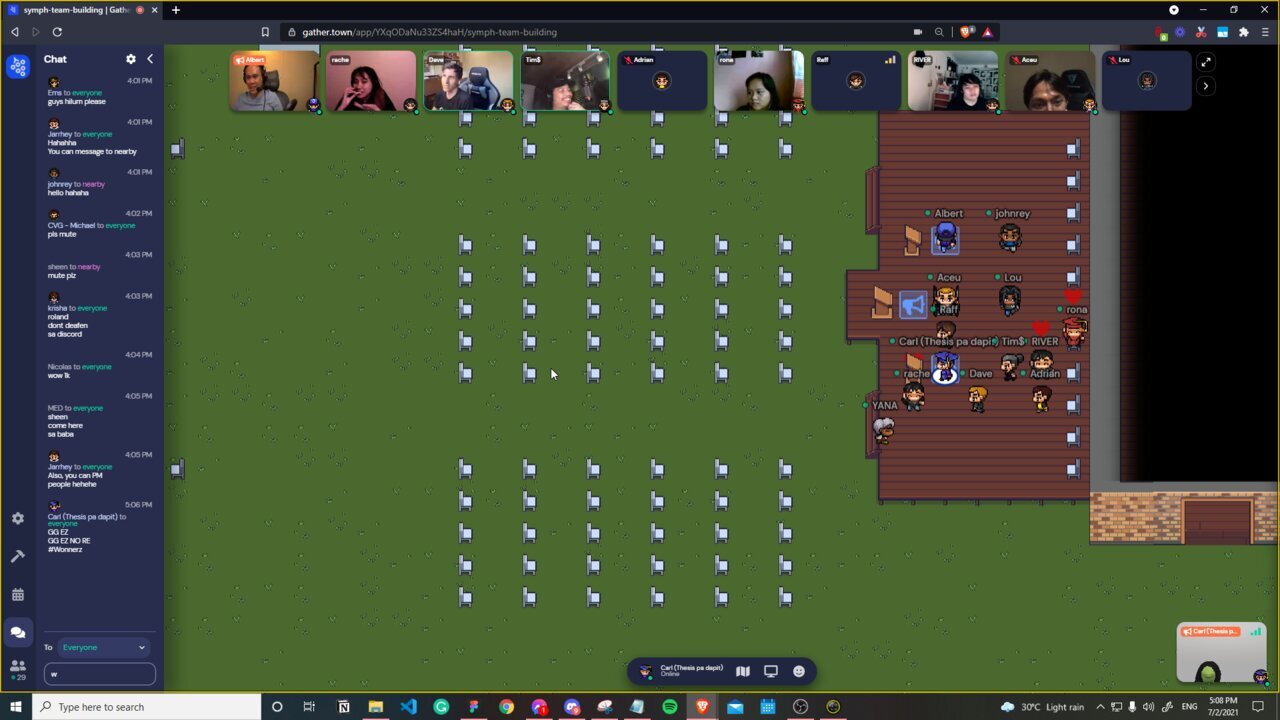 symph-team-building | Gather
gather.town/app/YXqODaNu33ZS4haH/symph-team-building
Chat
4:01 PM
Ems to everyone
guys hilum please
4:01 PM
Jarrhey to everyone
Hahahha
You can message to nearby
4:01 PM
johnrey to nearby
hello hahaha
4:02 PM
CVG - Michael to everyone
pls mute
4:03 PM
sheen to nearby
mute plz
4:03 PM
krisha to everyone
roland
dont deafen
sa discord
4:04 PM
Nicolas to everyone
wow 1k
4:05 PM
MED to everyone
sheen
come here
sa baba
4:05 PM
Jarrhey to everyone
Also, you can PM
people hehehe
5:06 PM
Carl (Thesis pa dapit) to
everyone
GG EZ
GG EZ NO RE
#Wonnerz
To Everyone
w
29
Albert
rache
Dave
Tim$
Adrian
rona
Raff
RIVER
Aceu
Lou
Albert
johnrey
Aceu
Lou
Raff
rona
Carl (Thesis pa dapit)
Tim$
RIVER
rache
Dave
Adrian
YANA
Carl (Thesis p...
Carl (Thesis pa dapit)
Online
Type here to search
30°C Light rain
ENG
5:08 PM
7/2/2021